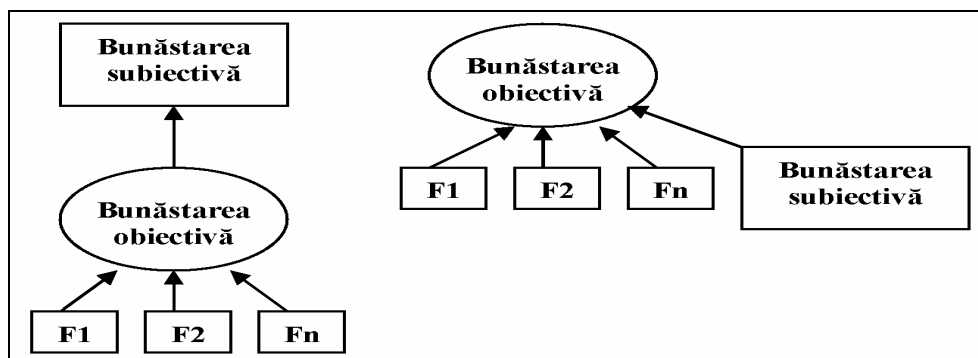 Bunăstarea
subiectivă
Bunăstarea
obiectivă
F1 F2 Fn
Bunăstarea
obiectivă
F1 F2 Fn
Bunăstarea
subiectivă